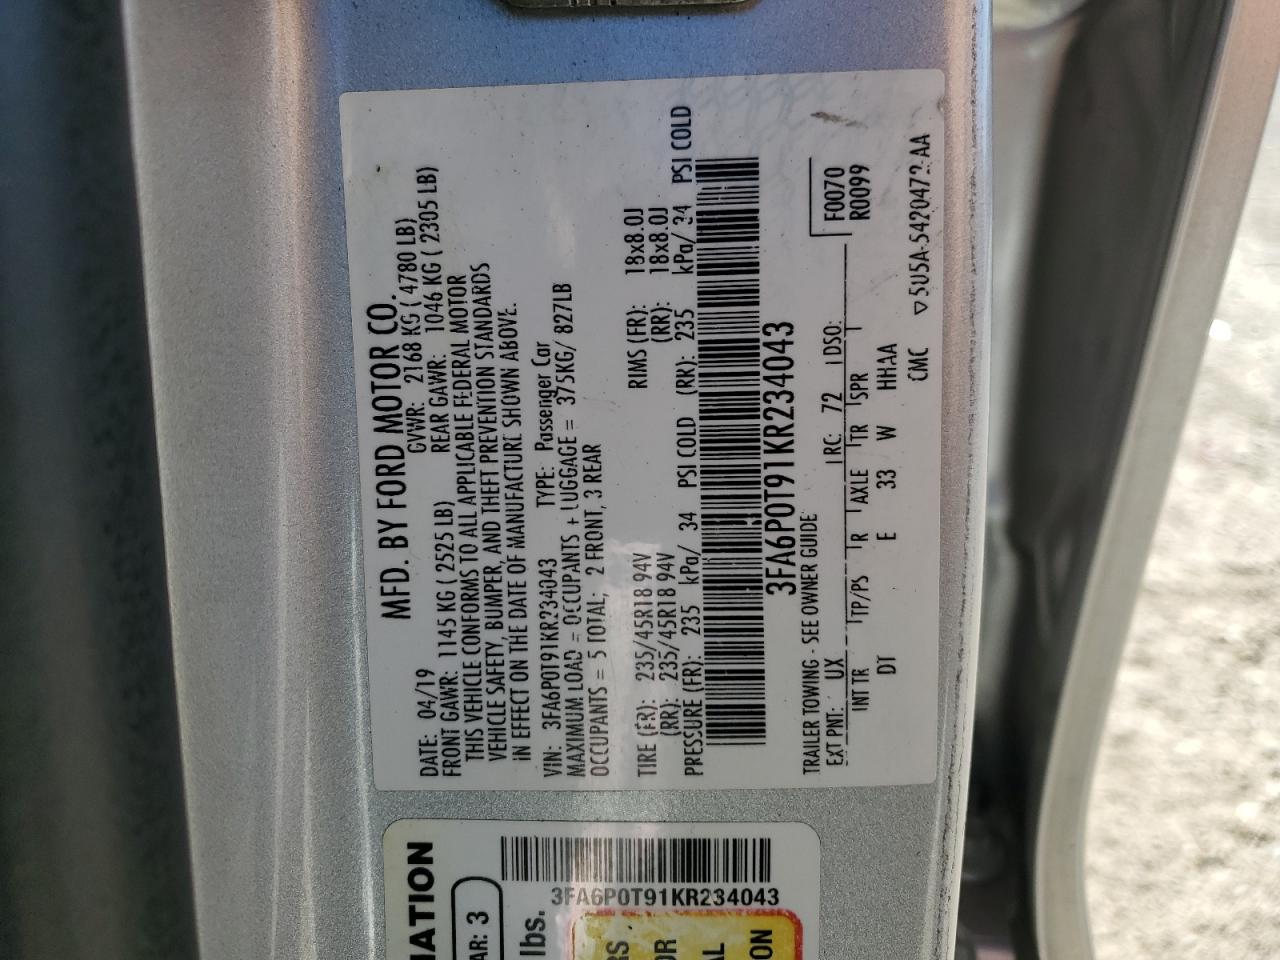 MFD. BY FORD MOTOR CO.
DATE: 04/19 GVWR: 2168 KG ( 4780 LB)
FRONT GAWR: 1145 KG ( 2525 LB) REAR GAWR: 1046 KG ( 2305 LB)
THIS VEHICLE CONFORMS TO ALL APPLICABLE FEDERAL MOTOR
VEHICLE SAFETY, BUMPER, AND THEFT PREVENTION STANDARDS
IN EFFECT ON THE DATE OF MANUFACTURE SHOWN ABOVE.
VIN: 3FA6P0T91KR234043 TYPE: Passenger Car
MAXIMUM LOAD = OCCUPANTS + LUGGAGE = 375KG/ 827LB
OCCUPANTS = 5 TOTAL; 2 FRONT, 3 REAR
TIRE (FR): 235/45R18 94V RIMS (FR): 18x8.0J
(RR): 235/45R18 94V (RR): 18x8.0J
PRESSURE (FR): 235 kPa/ 34 PSI COLD (RR): 235 kPa/ 34 PSI COLD
3FA6P0T91KR234043
TRAILER TOWING - SEE OWNER GUIDE
F0070
R0099
EXT PNT: UX RC: 72 DSO:
INT TR TP/PS R AXLE TR SPR
DT E 33 W HHAA
CMC ▽5U5A-5420472-AA
MATION
AR: 3
3FA6P0T91KR234043
lbs.
RS
OR
AL
ON